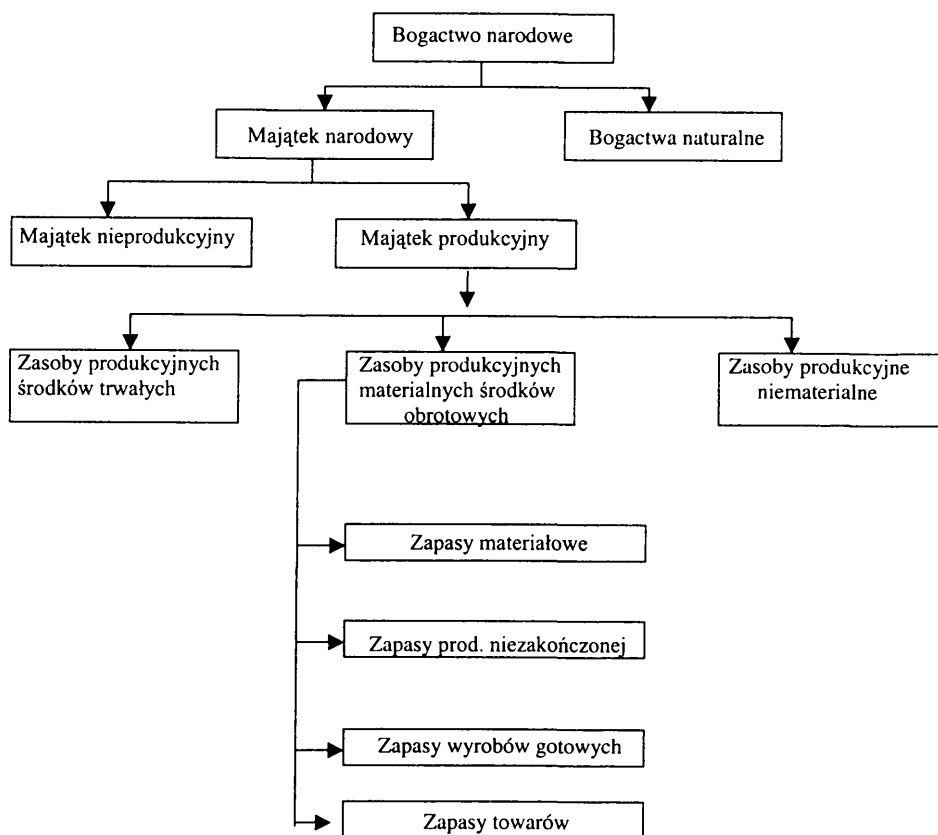 Bogactwo narodowe
Majątek narodowy
Bogactwa naturalne
Majątek nieprodukcyjny
Majątek produkcyjny
Zasoby produkcyjnych
środków trwałych
Zasoby produkcyjnych
materialnych środków
obrotowych
Zasoby produkcyjne
niematerialne
Zapasy materiałowe
Zapasy prod. niezakończonej
Zapasy wyrobów gotowych
Zapasy towarów